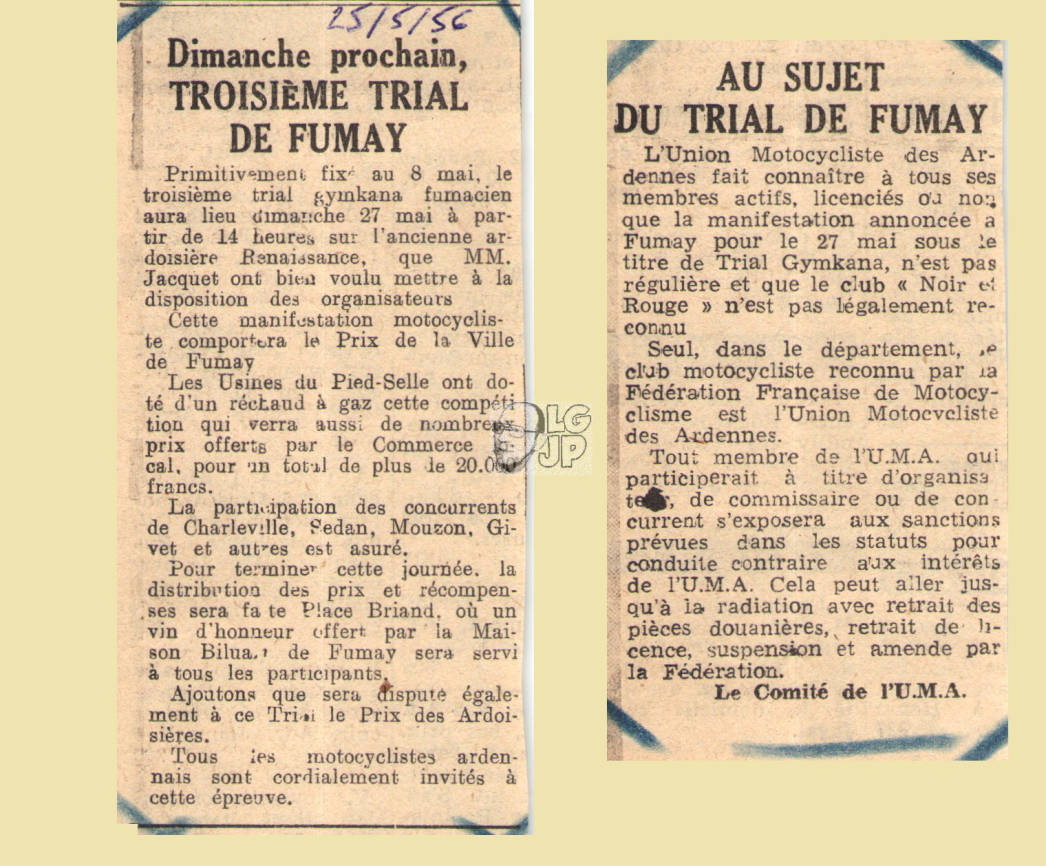 25/5/56
Dimanche prochain,
TROISIÈME TRIAL
DE FUMAY
Primitivement fixé au 8 mai, le
troisième trial gymkana fumacien
aura lieu dimanche 27 mai à par-
tir de 14 heures sur l'ancienne ar-
doisière Renaissance, que MM.
Jacquet ont bien voulu mettre à la
disposition des organisateurs
Cette manifestation motocyclis-
te comportera le Prix de la Ville
de Fumay
Les Usines du Pied-Selle ont do-
té d'un réchaud à gaz cette compéti
tion qui verra aussi de nombreux
prix offerts par le Commerce
cal, pour un total de plus de 20.000
francs.
La participation des concurrents
de Charleville, Sedan, Mouzon, Gi-
vet et autres est asuré.
Pour terminer cette journée, la
distribution des prix et récompen-
ses sera faite Place Briand, où un
vin d'honneur offert par la Mai-
son de Fumay sera servi
à tous les participants.
Ajoutons que sera disputé égale-
ment à ce Trial le Prix des Ardoi-
sières.
Tous les motocyclistes arden-
nais sont cordialement invités à
cette épreuve.
AU SUJET
DU TRIAL DE FUMAY
L'Union Motocycliste des Ar-
dennes fait connaître à tous ses
membres actifs, licenciés ou non
que la manifestation annoncée a
Fumay pour le 27 mai sous le
titre de Trial Gymkana, n'est pas
régulière et que le club « Noir et
Rouge » n'est pas légalement re-
connu
Seul, dans le département, le
club motocycliste reconnu par la
Fédération Française de Motocy-
clisme est l'Union Motocycliste
des Ardennes.
Tout membre de l'U.M.A. qui
participerait à titre d'organisa
teur, de commissaire ou de con-
current s'exposera aux sanctions
prévues dans les statuts pour
conduite contraire aux intérêts
de l'U.M.A. Cela peut aller jus-
qu'à la radiation avec retrait des
pièces douanières, retrait de li-
cence, suspension et amende par
la Fédération.
Le Comité de l'U.M.A.
LG
JP